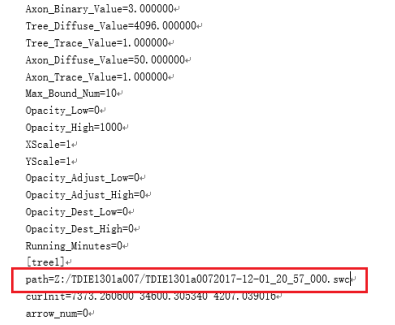 Axon_Binary_Value=3.000000↵
Tree_Diffuse_Value=4096.000000↵
Tree_Trace_Value=1.000000↵
Axon_Diffuse_Value=50.000000↵
Axon_Trace_Value=1.000000↵
Max_Bound_Num=10↵
Opacity_Low=0↵
Opacity_High=1000↵
XScale=1↵
YScale=1↵
Opacity_Adjust_Low=0↵
Opacity_Adjust_High=0↵
Opacity_Dest_Low=0↵
Opacity_Dest_High=0↵
Running_Minutes=0↵
[tree1]↵
path=Z:/TDIE1301a007/TDIE1301a0072017-12-01_20_57_000.swc↵
curInit=7373.260600 34600.305340 4207.039016↵
arrow_num=0↵